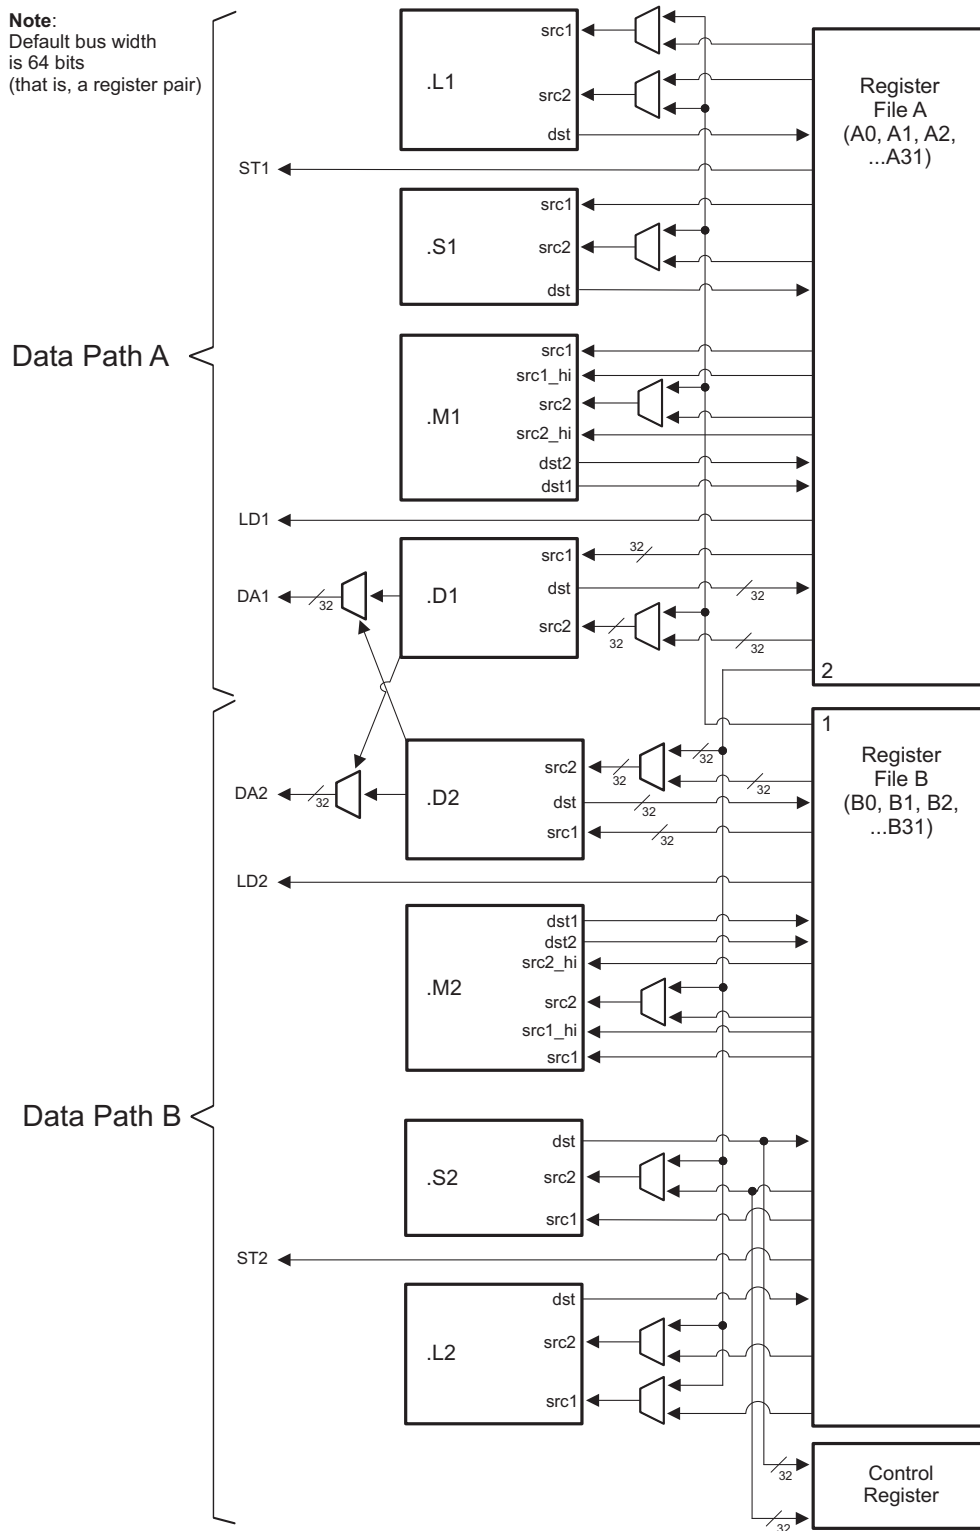 Note:
Default bus width
is 64 bits
(that is, a register pair)
src1
.L1
src2
dst
Register
File A
(A0, A1, A2,
...A31)
ST1
src1
.S1
src2
dst
Data Path A
src1
src1_hi
src2
.M1
src2_hi
dst2
dst1
LD1
src1
32
DA1
32
.D1
dst
32
src2
32
32
2
1
Register
File B
(B0, B1, B2,
...B31)
DA2
32
.D2
src2
32
32
32
dst
32
src1
32
LD2
dst1
dst2
src2_hi
.M2
src2
src1_hi
src1
Data Path B
dst
.S2
src2
src1
ST2
dst
.L2
src2
src1
32
Control
Register
32